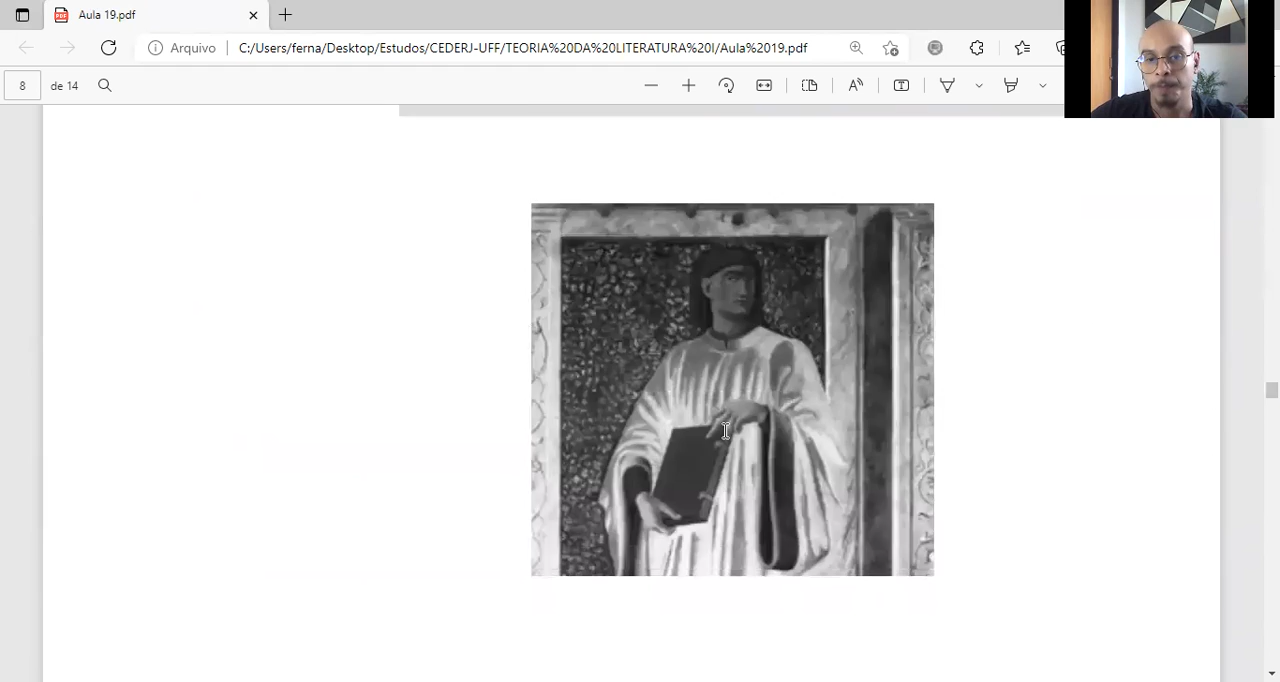 Aula 19.pdf
Arquivo
C:/Users/ferna/Desktop/Estudos/CEDERJ-UFF/TEORIA%20DA%20LITERATURA%20I/Aula%2019.pdf
8 de 14